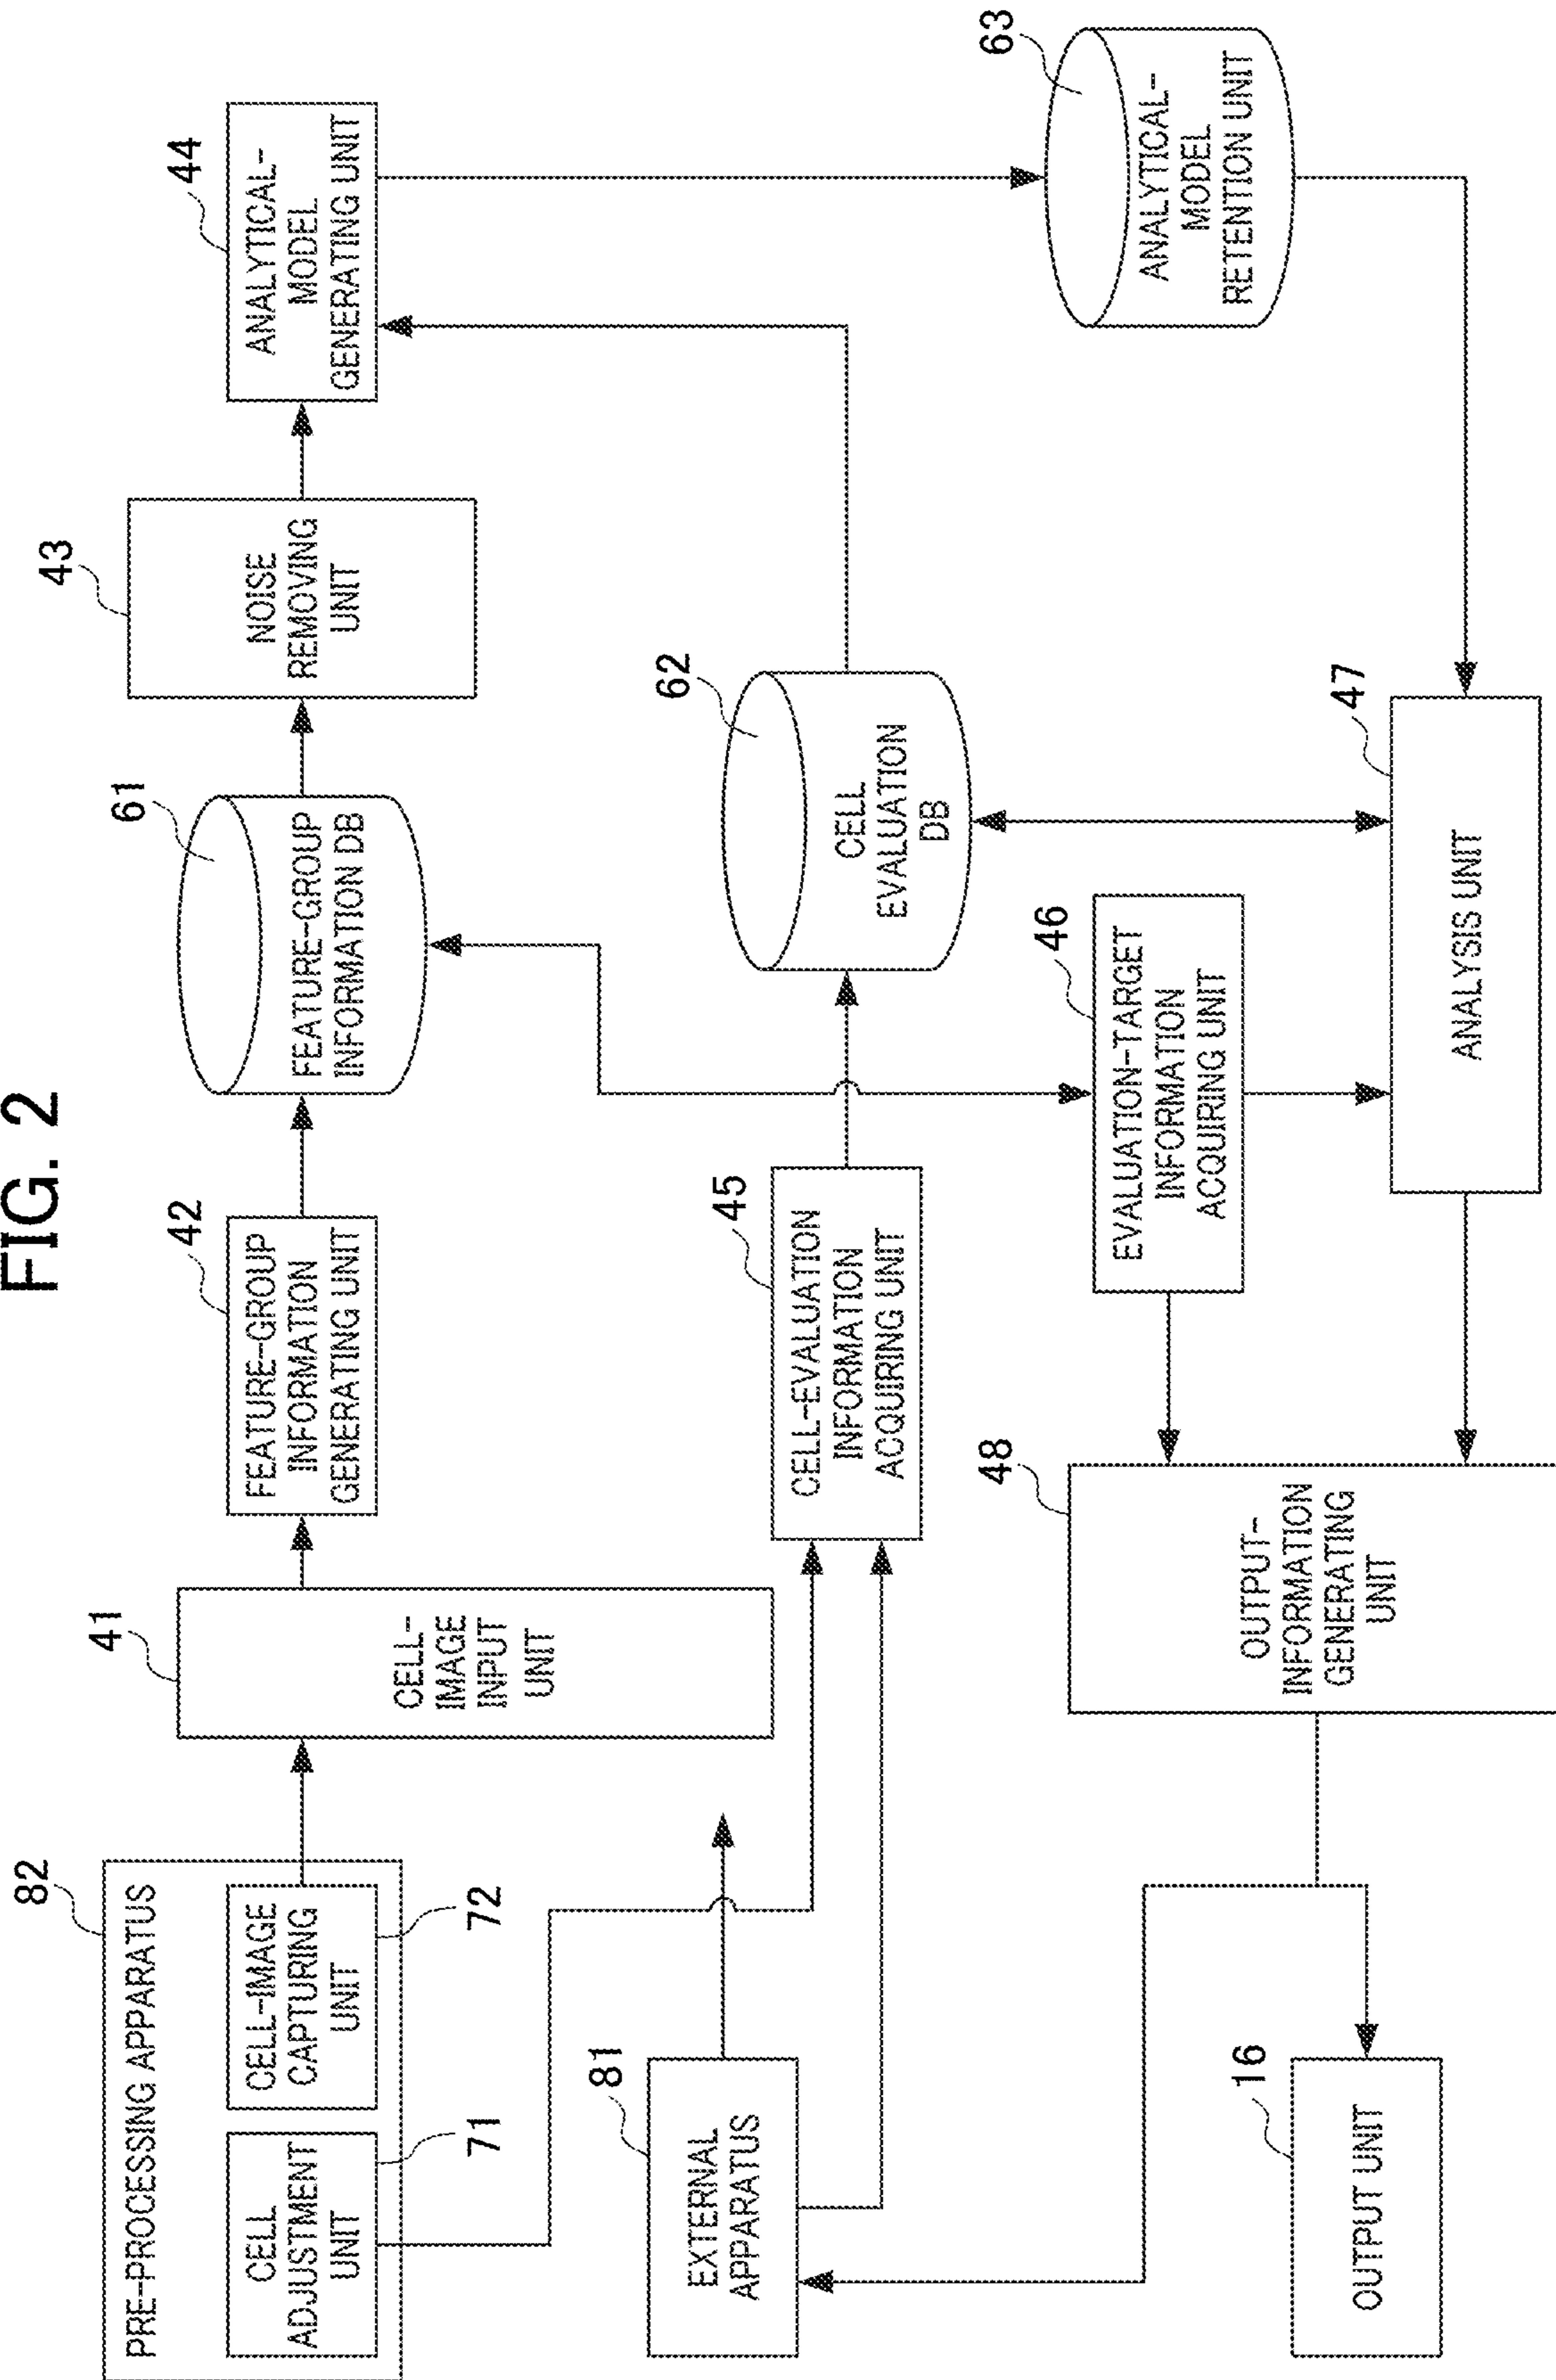 FIG. 2
82
PRE-PROCESSING APPARATUS
CELL
ADJUSTMENT
UNIT
71
CELL-IMAGE
CAPTURING
UNIT
72
41
CELL-
IMAGE
INPUT
UNIT
42
FEATURE-GROUP
INFORMATION
GENERATING UNIT
61
FEATURE-GROUP
INFORMATION DB
43
NOISE
REMOVING
UNIT
44
ANALYTICAL-
MODEL
GENERATING UNIT
81
EXTERNAL
APPARATUS
45
CELL-EVALUATION
INFORMATION
ACQUIRING UNIT
62
CELL
EVALUATION
DB
63
ANALYTICAL-
MODEL
RETENTION UNIT
46
EVALUATION-TARGET
INFORMATION
ACQUIRING UNIT
16
OUTPUT UNIT
48
OUTPUT-
INFORMATION
GENERATING
UNIT
47
ANALYSIS UNIT